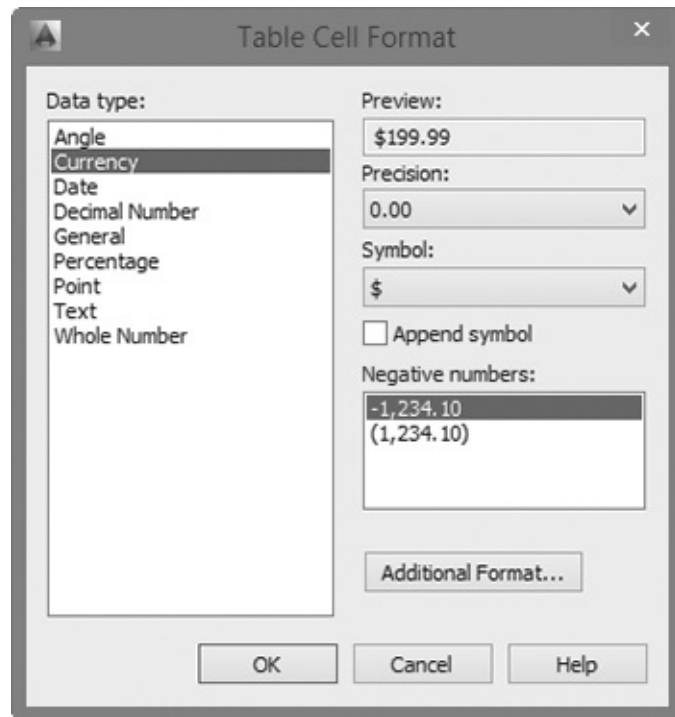 Table Cell Format
Data type:
Angle
Currency
Date
Decimal Number
General
Percentage
Point
Text
Whole Number
Preview:
$199.99
Precision:
0.00
Symbol:
$
Append symbol
Negative numbers:
-1,234.10
(1,234.10)
Additional Format...
OK
Cancel
Help